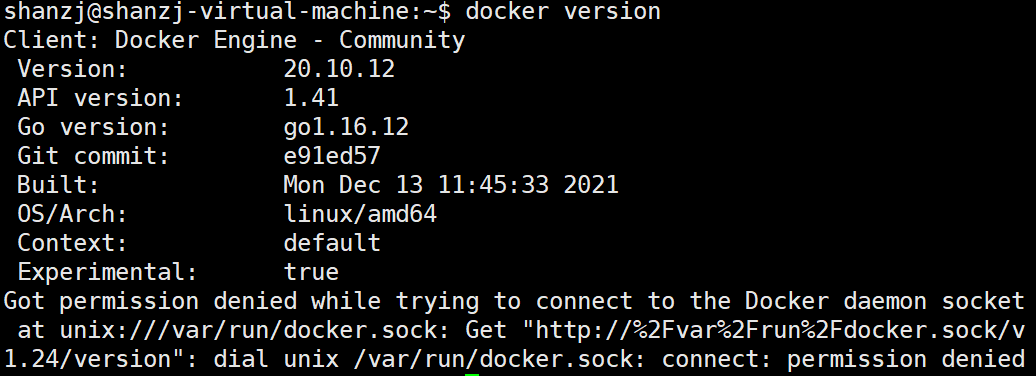 shanzj@shanzj-virtual-machine:~$ docker version
Client: Docker Engine - Community
 Version:           20.10.12
 API version:       1.41
 Go version:        go1.16.12
 Git commit:        e91ed57
 Built:             Mon Dec 13 11:45:33 2021
 OS/Arch:           linux/amd64
 Context:           default
 Experimental:      true
Got permission denied while trying to connect to the Docker daemon socket
 at unix:///var/run/docker.sock: Get "http://%2Fvar%2Frun%2Fdocker.sock/v
1.24/version": dial unix /var/run/docker.sock: connect: permission denied